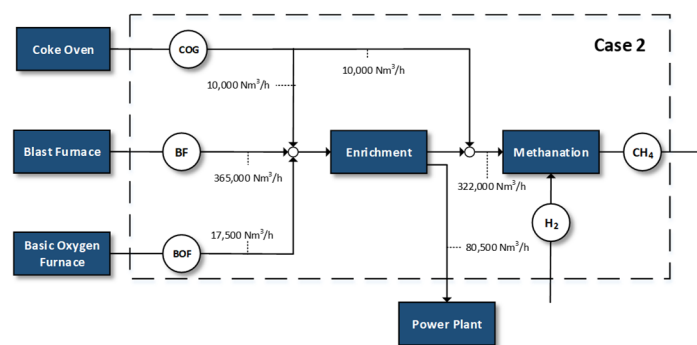 Case 2
Coke Oven
COG
10,000 Nm³/h
10,000 Nm³/h
Blast Furnace
BF
365,000 Nm³/h
Enrichment
322,000 Nm³/h
Methanation
CH₄
H₂
Basic Oxygen
Furnace
BOF
17,500 Nm³/h
80,500 Nm³/h
Power Plant